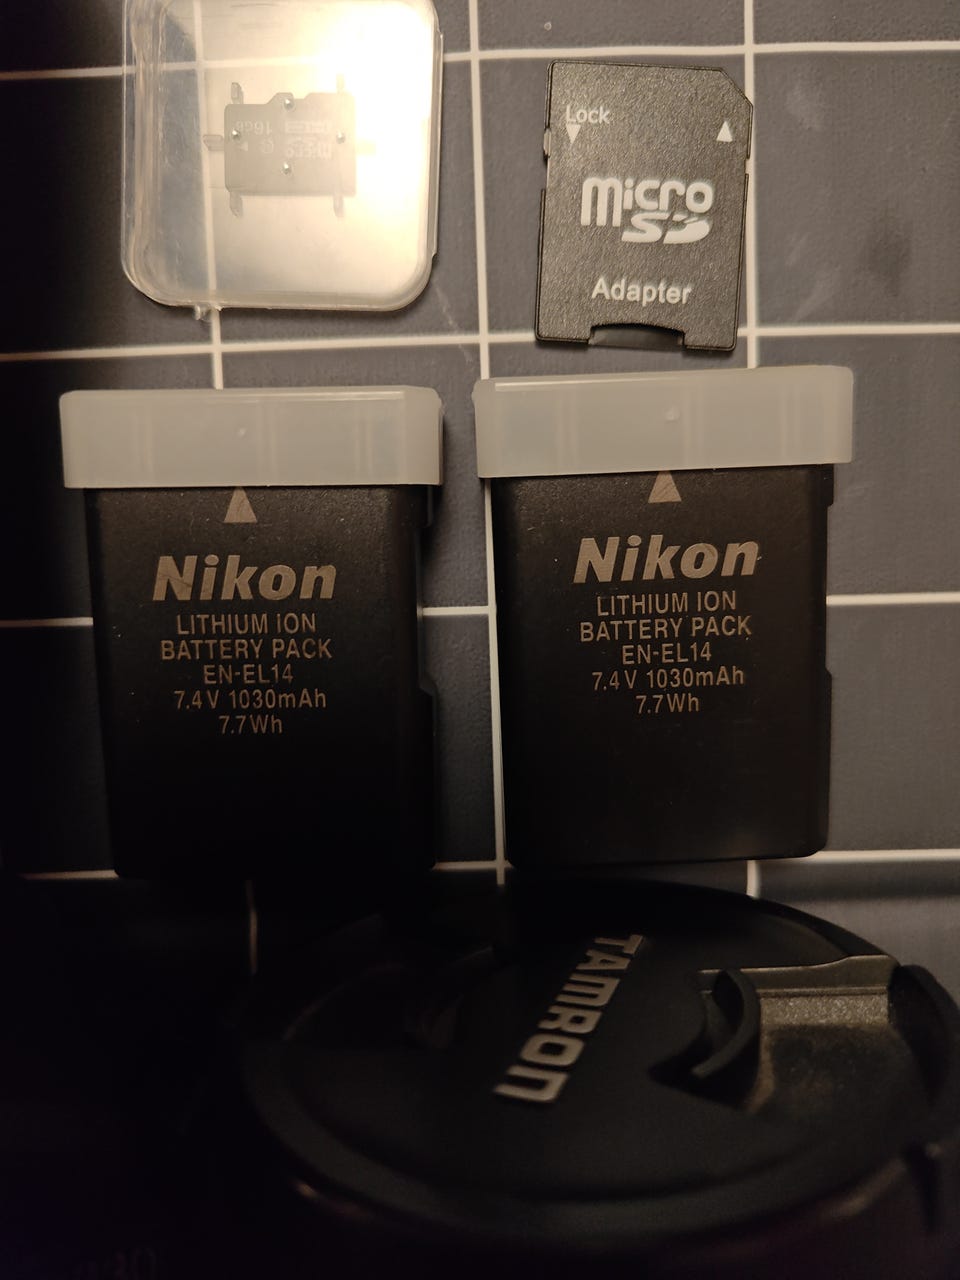 16GB
Lock
Micro
SD
Adapter
Nikon
LITHIUM ION
BATTERY PACK
EN-EL14
7.4V 1030mAh
7.7Wh
Nikon
LITHIUM ION
BATTERY PACK
EN-EL14
7.4V 1030mAh
7.7Wh
TAMRON